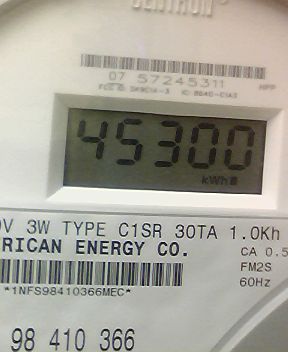 CENTRON®
07 57245311
45300
kWh
3W TYPE C1SR 30TA 1.0Kh
ENERGY CO.
CA 0.5
FM2S
60Hz
*1NFS98410366MEC*
98 410 366